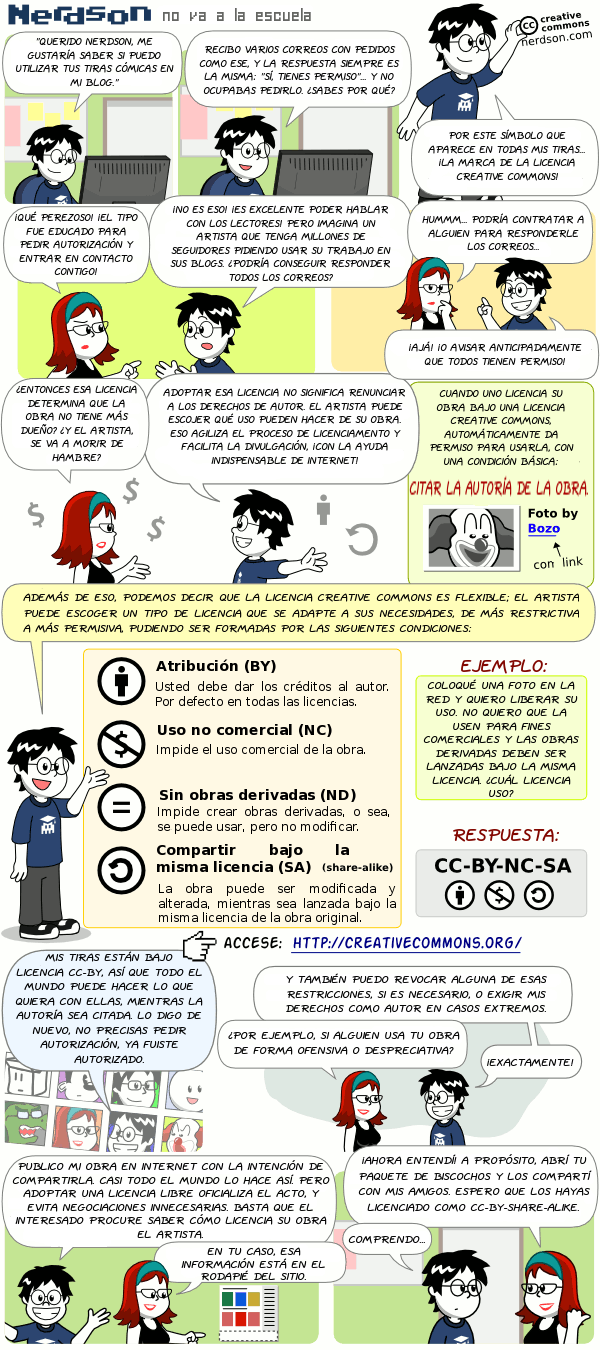 Nerdson no va a la escuela
creative
commons
nerdson.com
"QUERIDO NERDSON, ME
GUSTARÍA SABER SI PUEDO
UTILIZAR TUS TIRAS CÓMICAS EN
MI BLOG."
RECIBO VARIOS CORREOS CON PEDIDOS
COMO ESE, Y LA RESPUESTA SIEMPRE ES
LA MISMA: "SÍ, TIENES PERMISO"... Y NO
OCUPABAS PEDIRLO. ¿SABES POR QUÉ?
POR ESTE SÍMBOLO QUE
APARECE EN TODAS MIS TIRAS...
¡LA MARCA DE LA LICENCIA
CREATIVE COMMONS!
¡QUÉ PEREZOSO! ¡EL TIPO
FUE EDUCADO PARA
PEDIR AUTORIZACIÓN Y
ENTRAR EN CONTACTO
CONTIGO!
¡NO ES ESO! ¡ES EXCELENTE PODER HABLAR
CON LOS LECTORES! PERO IMAGINA UN
ARTISTA QUE TENGA MILLONES DE
SEGUIDORES PIDIENDO USAR SU TRABAJO EN
SUS BLOGS. ¿PODRÍA CONSEGUIR RESPONDER
TODOS LOS CORREOS?
HUMMM... PODRÍA CONTRATAR A
ALGUIEN PARA RESPONDERLE
LOS CORREOS...
¡AJÁ! ¡O AVISAR ANTICIPADAMENTE
QUE TODOS TIENEN PERMISO!
¿ENTONCES ESA LICENCIA
DETERMINA QUE LA
OBRA NO TIENE MÁS
DUEÑO? ¿Y EL ARTISTA,
SE VA A MORIR DE
HAMBRE?
ADOPTAR ESA LICENCIA NO SIGNIFICA RENUNCIAR
A LOS DERECHOS DE AUTOR. EL ARTISTA PUEDE
ESCOJER QUÉ USO PUEDEN HACER DE SU OBRA.
ESO AGILIZA EL PROCESO DE LICENCIAMIENTO Y
FACILITA LA DIVULGACIÓN, ¡CON LA AYUDA
INDISPENSABLE DE INTERNET!
CUANDO UNO LICENCIA SU
OBRA BAJO UNA LICENCIA
CREATIVE COMMONS,
AUTOMÁTICAMENTE DA
PERMISO PARA USARLA, CON
UNA CONDICIÓN BÁSICA:
CITAR LA AUTORÍA DE LA OBRA.
Foto by
Bozo
con link
ADEMÁS DE ESO, PODEMOS DECIR QUE LA LICENCIA CREATIVE COMMONS ES FLEXIBLE; EL ARTISTA
PUEDE ESCOGER UN TIPO DE LICENCIA QUE SE ADAPTE A SUS NECESIDADES, DE MÁS RESTRICTIVA
A MÁS PERMISIVA, PUDIENDO SER FORMADAS POR LAS SIGUIENTES CONDICIONES:
Atribución (BY)
Usted debe dar los créditos al autor.
Por defecto en todas las licencias.
Uso no comercial (NC)
Impide el uso comercial de la obra.
Sin obras derivadas (ND)
Impide crear obras derivadas, o sea,
se puede usar, pero no modificar.
Compartir bajo la
misma licencia (SA) (share-alike)
La obra puede ser modificada y
alterada, mientras sea lanzada bajo la
misma licencia de la obra original.
EJEMPLO:
COLOQUÉ UNA FOTO EN LA
RED Y QUIERO LIBERAR SU
USO. NO QUIERO QUE LA
USEN PARA FINES
COMERCIALES Y LAS OBRAS
DERIVADAS DEBEN SER
LANZADAS BAJO LA MISMA
LICENCIA. ¿CUÁL LICENCIA
USO?
RESPUESTA:
CC-BY-NC-SA
ACCESE: HTTP://CREATIVECOMMONS.ORG/
MIS TIRAS ESTÁN BAJO
LICENCIA CC-BY, ASÍ QUE TODO EL
MUNDO PUEDE HACER LO QUE
QUIERA CON ELLAS, MIENTRAS LA
AUTORÍA SEA CITADA. LO DIGO DE
NUEVO, NO PRECISAS PEDIR
AUTORIZACIÓN, YA FUISTE
AUTORIZADO.
Y TAMBIÉN PUEDO REVOCAR ALGUNA DE ESAS
RESTRICCIONES, SI ES NECESARIO, O EXIGIR MIS
DERECHOS COMO AUTOR EN CASOS EXTREMOS.
¿POR EJEMPLO, SI ALGUIEN USA TU OBRA
DE FORMA OFENSIVA O DESPRECIATIVA?
¡EXACTAMENTE!
PUBLICO MI OBRA EN INTERNET CON LA INTENCIÓN DE
COMPARTIRLA. CASI TODO EL MUNDO LO HACE ASÍ. PERO
ADOPTAR UNA LICENCIA LIBRE OFICIALIZA EL ACTO, Y
EVITA NEGOCIACIONES INNECESARIAS. BASTA QUE EL
INTERESADO PROCURE SABER CÓMO LICENCIA SU OBRA
EL ARTISTA.
EN TU CASO, ESA
INFORMACIÓN ESTÁ EN EL
RODAPIÉ DEL SITIO.
¡AHORA ENTENDÍ! A PROPÓSITO, ABRÍ TU
PAQUETE DE BISCOCHOS Y LOS COMPARTÍ
CON MIS AMIGOS. ESPERO QUE LOS HAYAS
LICENCIADO COMO CC-BY-SHARE-ALIKE.
COMPRENDO...